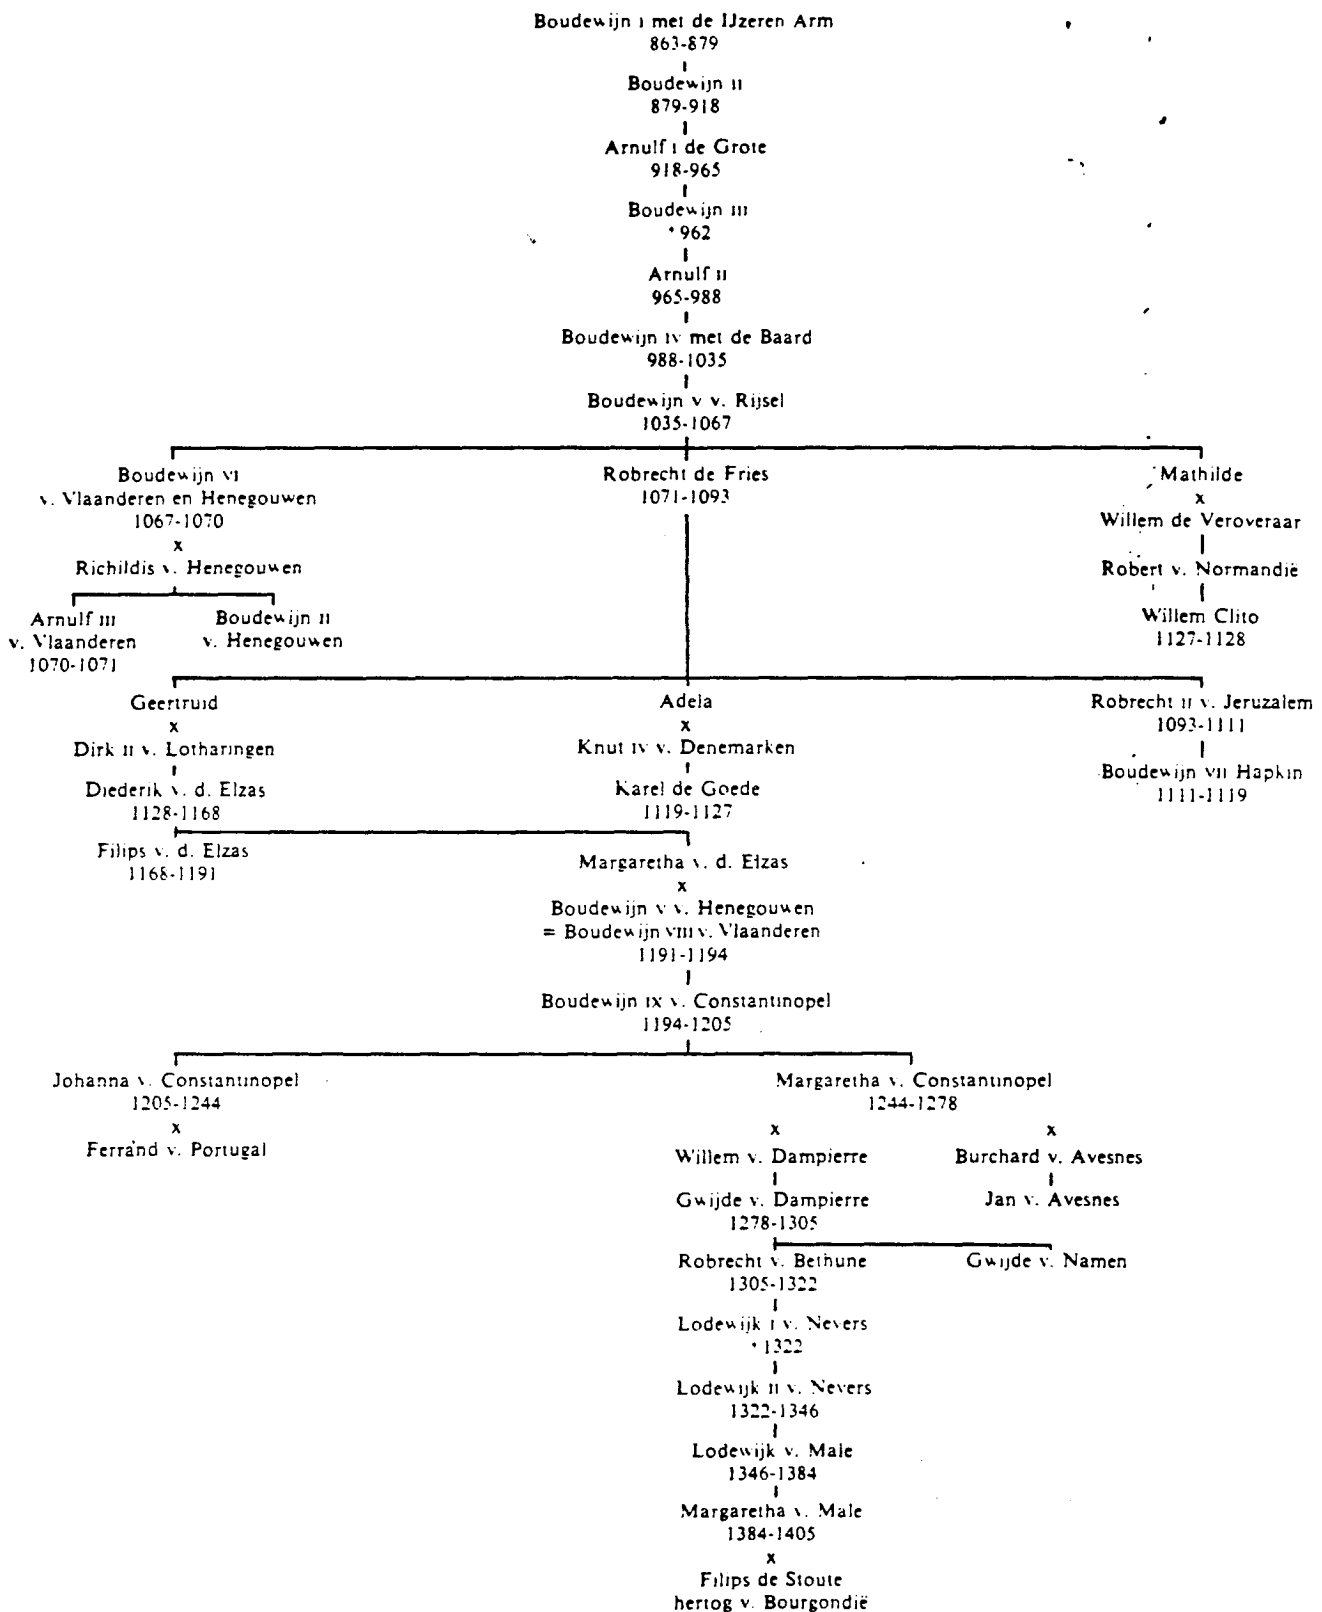 Boudewijn I met de IJzeren Arm
863-879
Boudewijn II
879-918
Arnulf I de Grote
918-965
Boudewijn III
* 962
Arnulf II
965-988
Boudewijn IV met de Baard
988-1035
Boudewijn V v. Rijsel
1035-1067
Boudewijn VI
v. Vlaanderen en Henegouwen
1067-1070
x
Richildis v. Henegouwen
Arnulf III
v. Vlaanderen
1070-1071
Boudewijn II
v. Henegouwen
Robrecht de Fries
1071-1093
Mathilde
x
Willem de Veroveraar
Robert v. Normandië
Willem Clito
1127-1128
Geertruid
x
Dirk II v. Lotharingen
Diederik v. d. Elzas
1128-1168
Adela
x
Knut IV v. Denemarken
Karel de Goede
1119-1127
Robrecht II v. Jeruzalem
1093-1111
Boudewijn VII Hapkin
1111-1119
Filips v. d. Elzas
1168-1191
Margaretha v. d. Elzas
x
Boudewijn V v. Henegouwen
= Boudewijn VIII v. Vlaanderen
1191-1194
Boudewijn IX v. Constantinopel
1194-1205
Johanna v. Constantinopel
1205-1244
x
Ferrand v. Portugal
Margaretha v. Constantinopel
1244-1278
x
Willem v. Dampierre
Gwijde v. Dampierre
1278-1305
x
Burchard v. Avesnes
Jan v. Avesnes
Robrecht v. Bethune
1305-1322
Gwijde v. Namen
Lodewijk I v. Nevers
* 1322
Lodewijk II v. Nevers
1322-1346
Lodewijk v. Male
1346-1384
Margaretha v. Male
1384-1405
x
Filips de Stoute
hertog v. Bourgondië